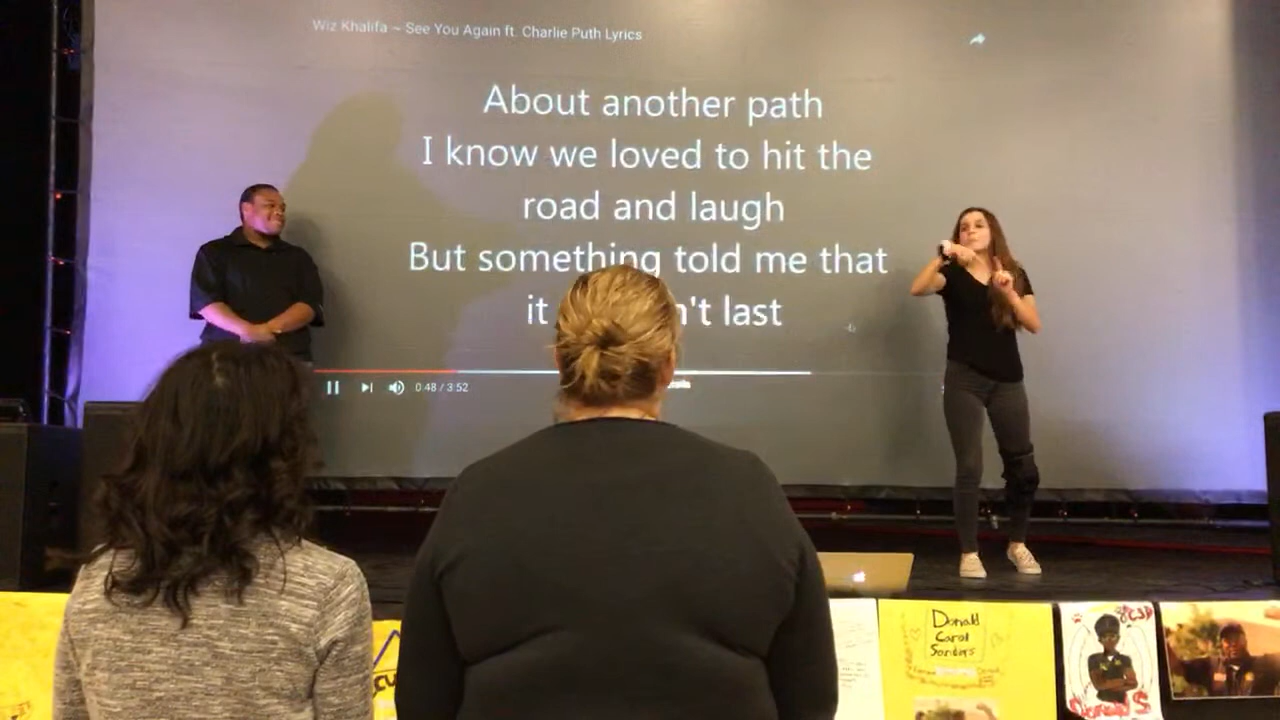 Wiz Khalifa ~ See You Again ft. Charlie Puth Lyrics
About another path
I know we loved to hit the
road and laugh
But something told me that
it n't last
0:48 / 3:52
Donald
Carol
Sanders